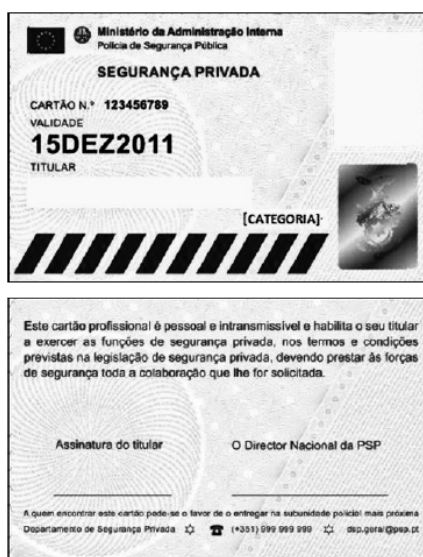 Ministério da Administração Interna
Polícia de Segurança Pública
SEGURANÇA PRIVADA
CARTÃO N.º 123456789
VALIDADE
15DEZ2011
TITULAR
[CATEGORIA]
Este cartão profissional é pessoal e intransmissível e habilita o seu titular
a exercer as funções de segurança privada, nos termos e condições
previstas na legislação de segurança privada, devendo prestar às forças
de segurança toda a colaboração que lhe for solicitada.
Assinatura do titular O Director Nacional da PSP
A quem encontrar este cartão pede-se o favor de o entregar na subunidade policial mais próxima
Departamento de Segurança Privada ✡ ☎ (+351) 999 999 999 ✡ dsp.geral@psp.pt